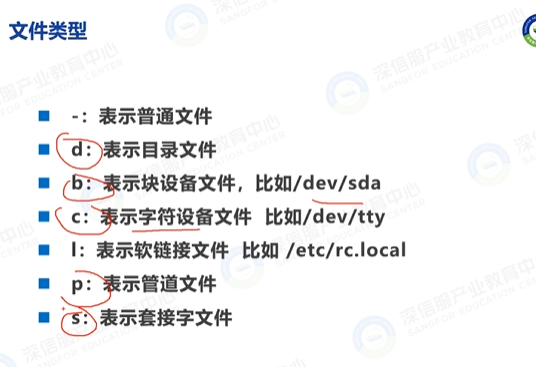 文件类型
-：表示普通文件
d：表示目录文件
b：表示块设备文件，比如/dev/sda
c：表示字符设备文件 比如/dev/tty
l：表示软链接文件 比如 /etc/rc.local
p：表示管道文件
s：表示套接字文件
深信服产业教育中心
SANGFOR EDUCATION CENTER